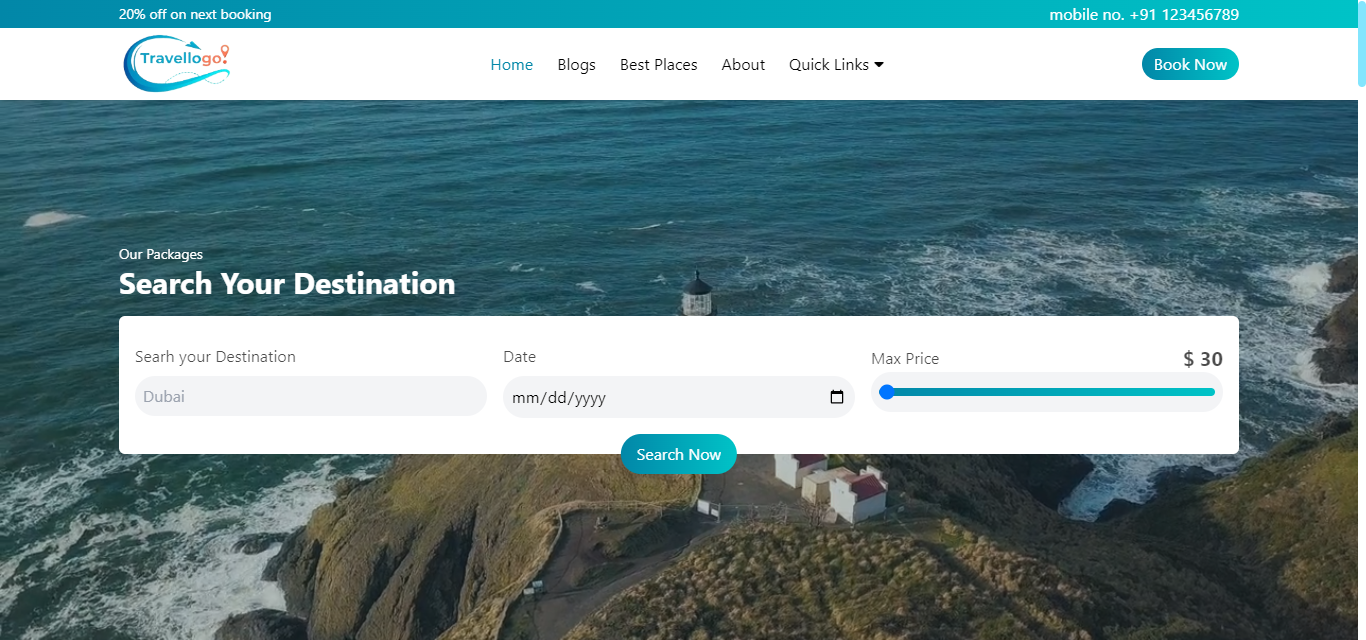 20% off on next booking
mobile no. +91 123456789
Travellogo!
Home
Blogs
Best Places
About
Quick Links
Book Now
Our Packages
Search Your Destination
Searh your Destination
Date
Max Price
$ 30
Dubai
mm/dd/yyyy
Search Now